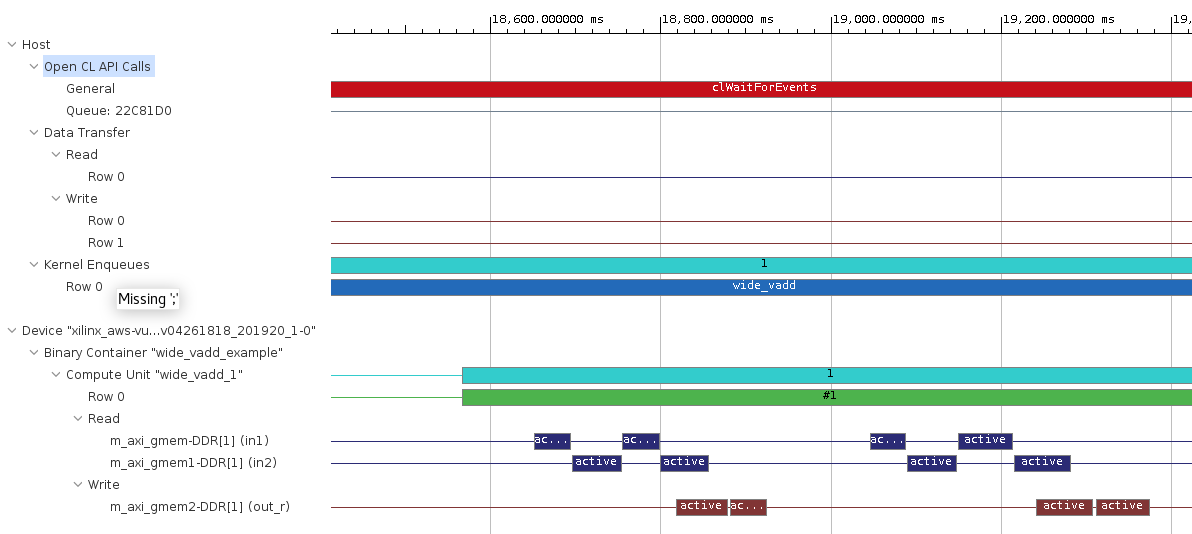 18,600.000000 ms 18,800.000000 ms 19,000.000000 ms 19,200.000000 ms 19,
Host
Open CL API Calls
General clWaitForEvents
Queue: 22C81D0
Data Transfer
Read
Row 0
Write
Row 0
Row 1
Kernel Enqueues 1
Row 0 wide_vadd
Missing ';'
Device "xilinx_aws-vu...v04261818_201920_1-0"
Binary Container "wide_vadd_example"
Compute Unit "wide_vadd_1" 1
Row 0 #1
Read
m_axi_gmem-DDR[1] (in1) ac... ac... ac... active
m_axi_gmem1-DDR[1] (in2) active active active active
Write
m_axi_gmem2-DDR[1] (out_r) active ac... active active